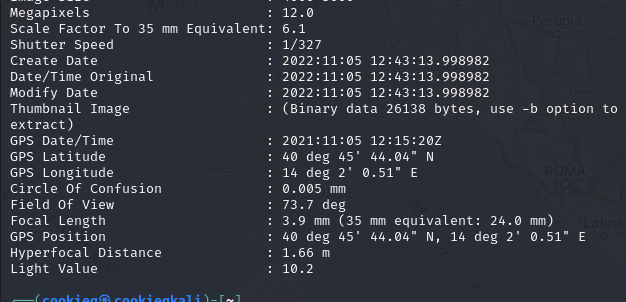 Megapixels : 12.0
Scale Factor To 35 mm Equivalent: 6.1
Shutter Speed : 1/327
Create Date : 2022:11:05 12:43:13.998982
Date/Time Original : 2022:11:05 12:43:13.998982
Modify Date : 2022:11:05 12:43:13.998982
Thumbnail Image : (Binary data 26138 bytes, use -b option to
extract)
GPS Date/Time : 2021:11:05 12:15:20Z
GPS Latitude : 40 deg 45' 44.04" N
GPS Longitude : 14 deg 2' 0.51" E
Circle Of Confusion : 0.005 mm
Field Of View : 73.7 deg
Focal Length : 3.9 mm (35 mm equivalent: 24.0 mm)
GPS Position : 40 deg 45' 44.04" N, 14 deg 2' 0.51" E
Hyperfocal Distance : 1.66 m
Light Value : 10.2
Perugia
Terni
Viterbo
ROMA
Latina